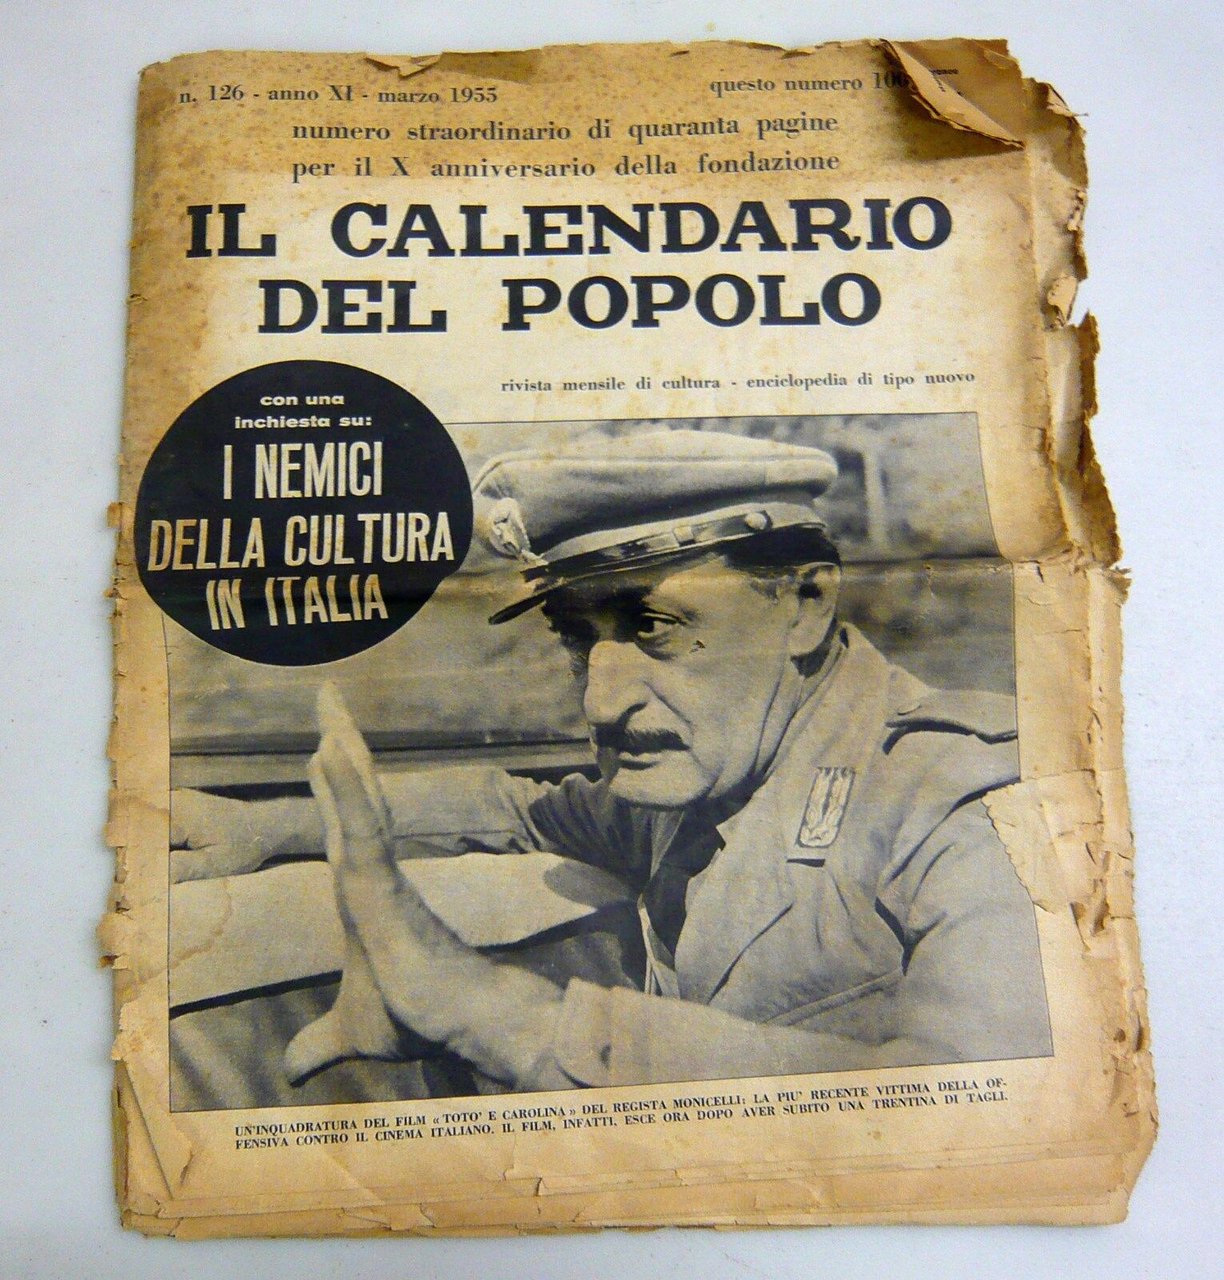 n. 126 - anno XI - marzo 1955
questo numero 100
numero straordinario di quaranta pagine
per il X anniversario della fondazione
IL CALENDARIO
DEL POPOLO
rivista mensile di cultura - enciclopedia di tipo nuovo
con una
inchiesta su:
I NEMICI
DELLA CULTURA
IN ITALIA
UN'INQUADRATURA DEL FILM « TOTO' E CAROLINA » DEL REGISTA MONICELLI: LA PIU' RECENTE VITTIMA DELLA OF-
FENSIVA CONTRO IL CINEMA ITALIANO. IL FILM, INFATTI, ESCE ORA DOPO AVER SUBITO UNA TRENTINA DI TAGLI.